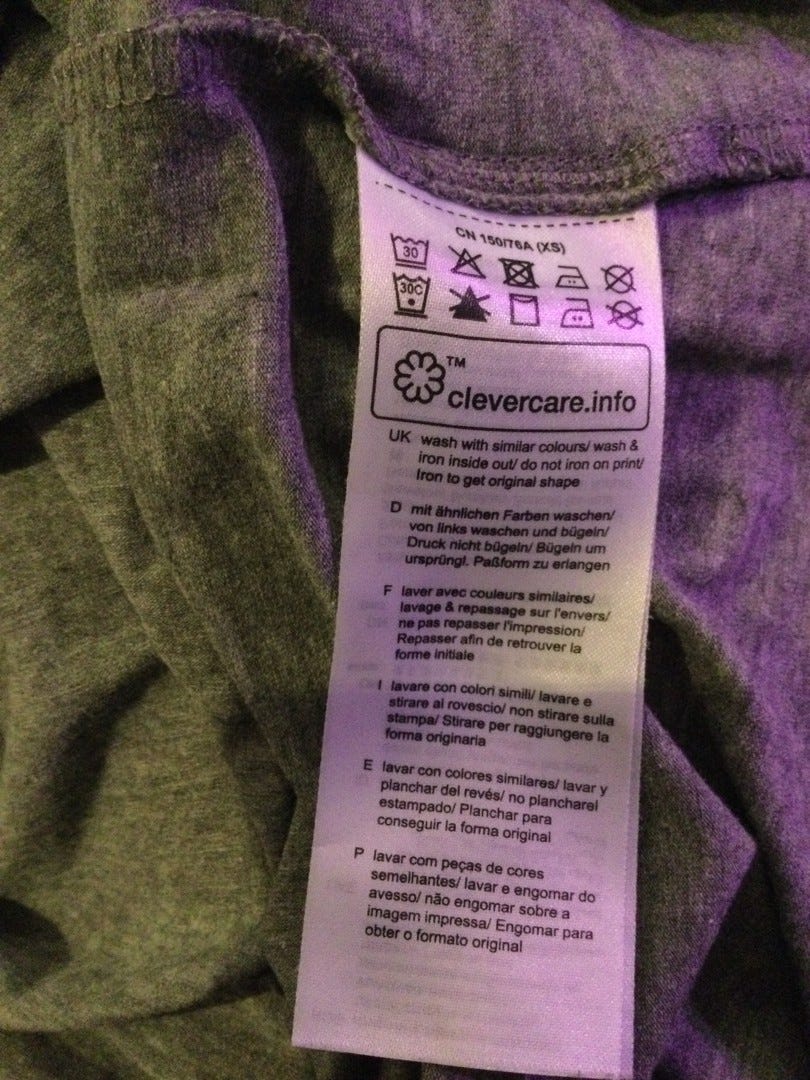 CN 150/76A (XS)
30
30C
TM
clevercare.info
UK wash with similar colours/ wash &
iron inside out/ do not iron on print/
Iron to get original shape
D mit ähnlichen Farben waschen/
von links waschen und bügeln/
Druck nicht bügeln/ Bügeln um
ursprüngl. Paßform zu erlangen
F laver avec couleurs similaires/
lavage & repassage sur l'envers/
ne pas repasser l'impression/
Repasser afin de retrouver la
forme initiale
I lavare con colori simili/ lavare e
stirare al rovescio/ non stirare sulla
stampa/ Stirare per raggiungere la
forma originaria
E lavar con colores similares/ lavar y
planchar del revés/ no plancharel
estampado/ Planchar para
conseguir la forma original
P lavar com peças de cores
semelhantes/ lavar e engomar do
avesso/ não engomar sobre a
imagem impressa/ Engomar para
obter o formato original